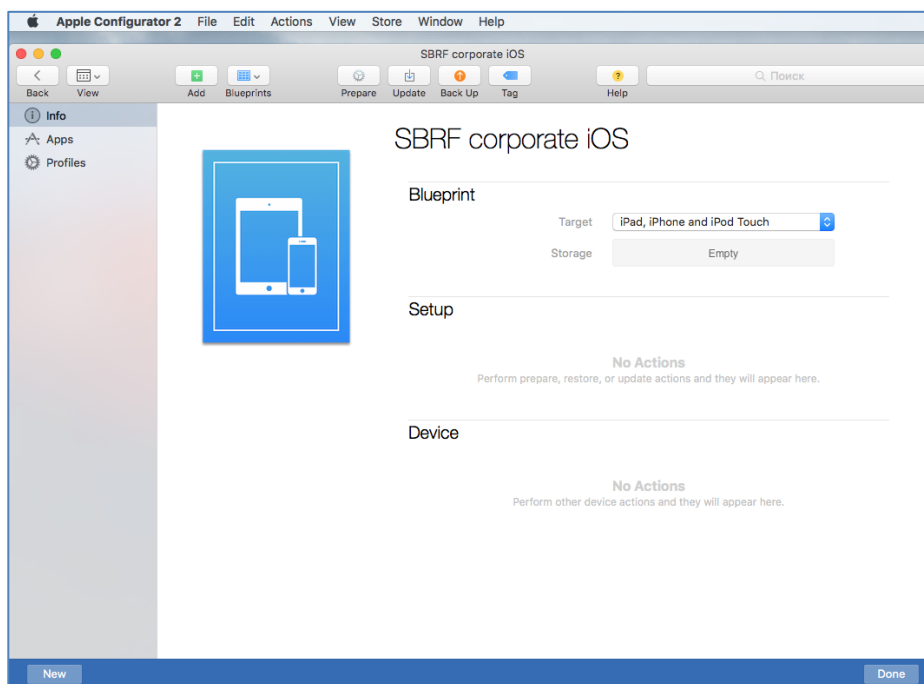 Apple Configurator 2 File Edit Actions View Store Window Help
SBRF corporate iOS
Back View Add Blueprints Prepare Update Back Up Tag Help Поиск
Info
Apps
Profiles
SBRF corporate iOS
Blueprint
Target iPad, iPhone and iPod Touch
Storage Empty
Setup
No Actions
Perform prepare, restore, or update actions and they will appear here.
Device
No Actions
Perform other device actions and they will appear here.
New Done